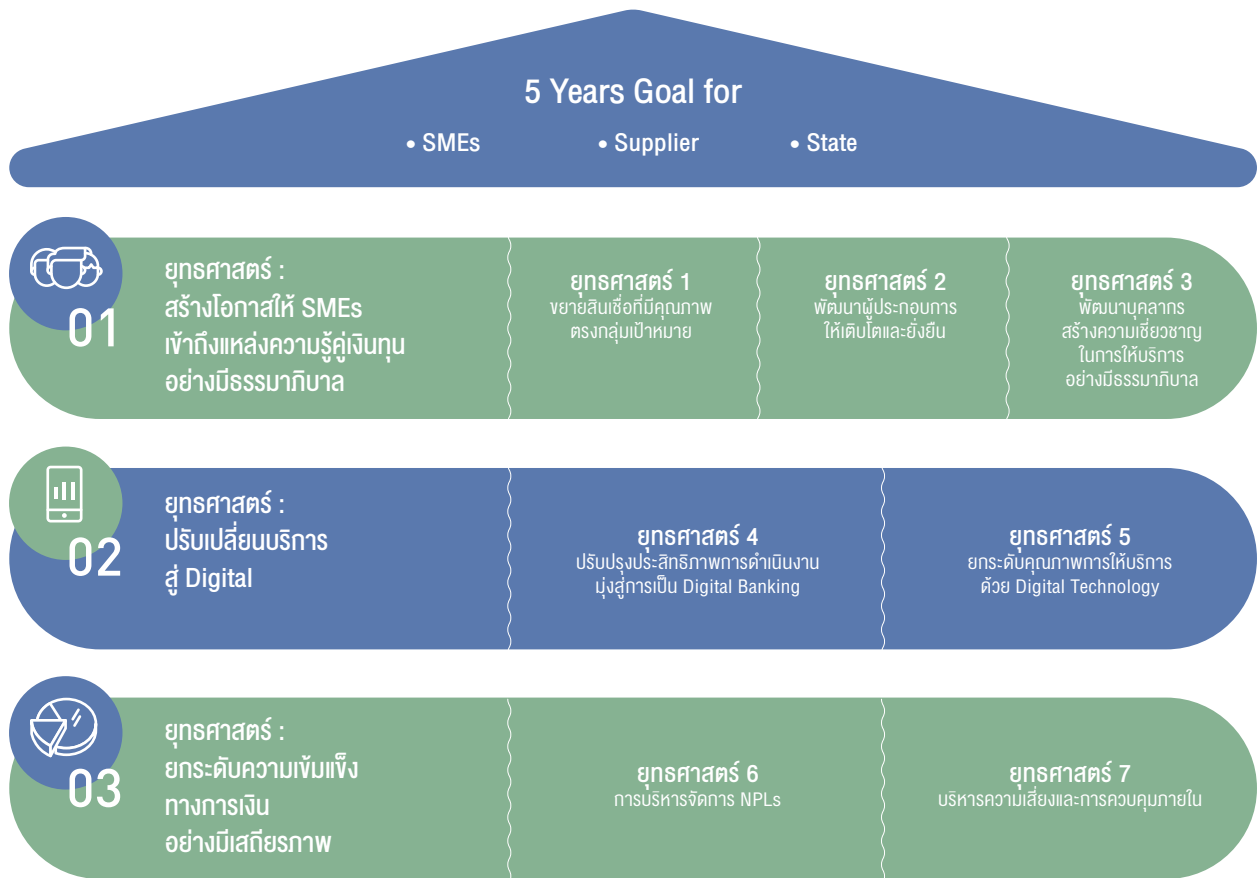 5 Years Goal for
• SMEs • Supplier • State
01
ยุทธศาสตร์ :
สร้างโอกาสให้ SMEs
เข้าถึงแหล่งความรู้คู่เงินทุน
อย่างมีธรรมาภิบาล
ยุทธศาสตร์ 1
ขยายสินเชื่อที่มีคุณภาพ
ตรงกลุ่มเป้าหมาย
ยุทธศาสตร์ 2
พัฒนาผู้ประกอบการ
ให้เติบโตและยั่งยืน
ยุทธศาสตร์ 3
พัฒนาบุคลากร
สร้างความเชี่ยวชาญ
ในการให้บริการ
อย่างมีธรรมาภิบาล
02
ยุทธศาสตร์ :
ปรับเปลี่ยนบริการ
สู่ Digital
ยุทธศาสตร์ 4
ปรับปรุงประสิทธิภาพการดำเนินงาน
มุ่งสู่การเป็น Digital Banking
ยุทธศาสตร์ 5
ยกระดับคุณภาพการให้บริการ
ด้วย Digital Technology
03
ยุทธศาสตร์ :
ยกระดับความเข้มแข็ง
ทางการเงิน
อย่างมีเสถียรภาพ
ยุทธศาสตร์ 6
การบริหารจัดการ NPLs
ยุทธศาสตร์ 7
บริหารความเสี่ยงและการควบคุมภายใน